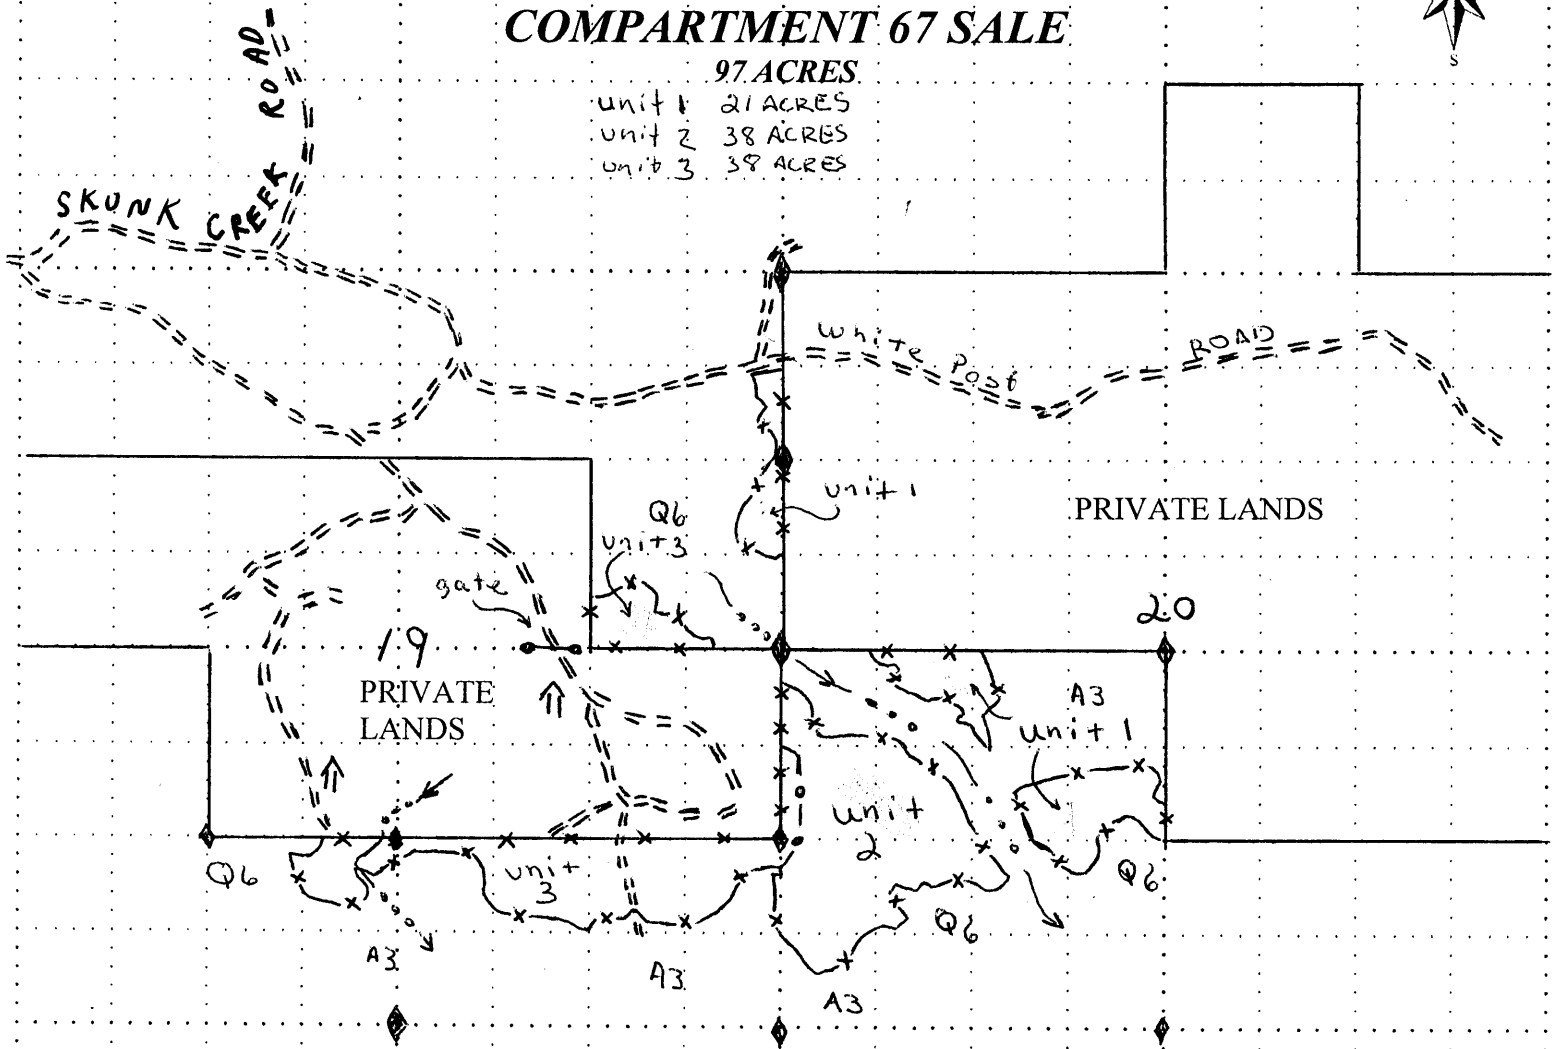 COMPARTMENT 67 SALE
97 ACRES
unit 1 21 ACRES
unit 2 38 ACRES
unit 3 38 ACRES
S
SKUNK CREEK ROAD
White Post ROAD
unit 1
PRIVATE LANDS
Q6
unit 3
gate
20
19
PRIVATE
LANDS
A3
unit 1
unit
2
Q6
unit
3
Q6
Q6
A3
A3
A3